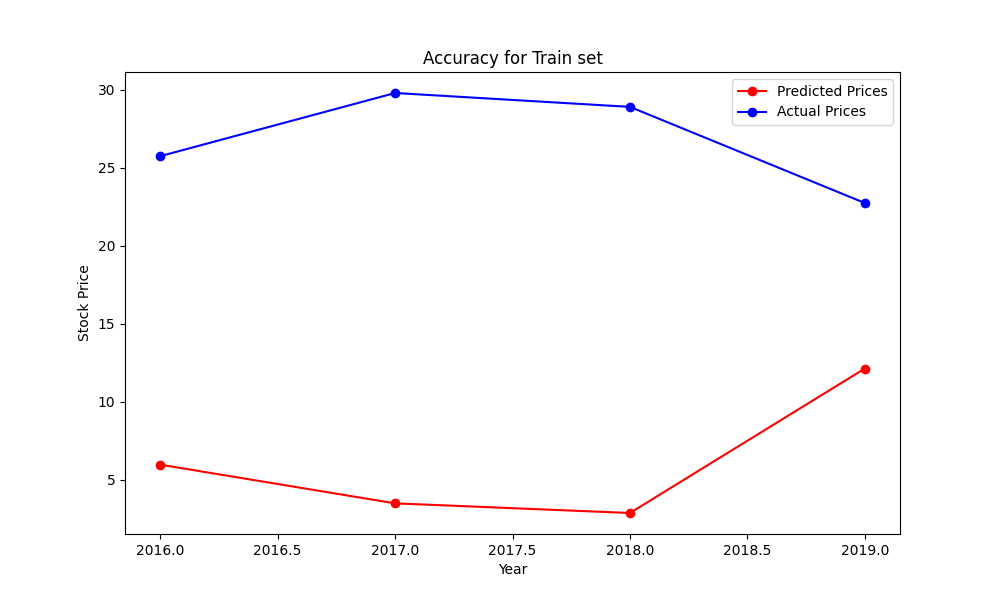 Accuracy for Train set
Predicted Prices
Actual Prices
30
25
20
15
10
5
Stock Price
2016.0 2016.5 2017.0 2017.5 2018.0 2018.5 2019.0
Year